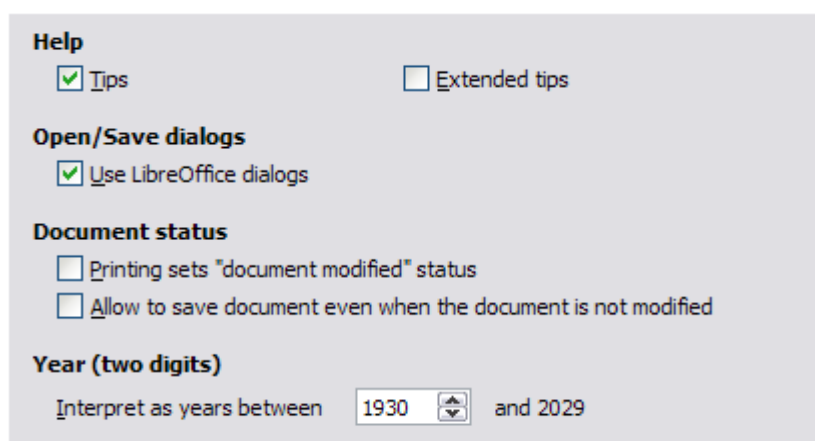 Help
Tips Extended tips
Open/Save dialogs
Use LibreOffice dialogs
Document status
Printing sets "document modified" status
Allow to save document even when the document is not modified
Year (two digits)
Interpret as years between 1930 and 2029